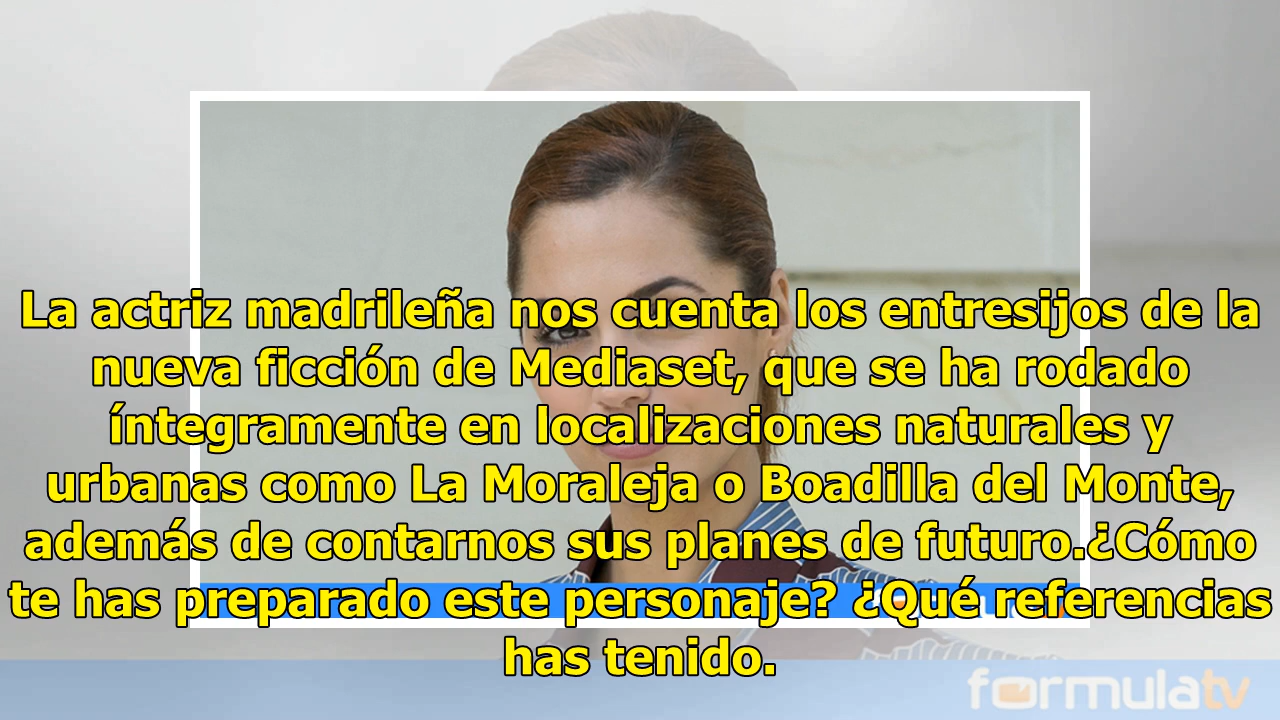 La actriz madrileña nos cuenta los entresijos de la
nueva ficción de Mediaset, que se ha rodado
íntegramente en localizaciones naturales y
urbanas como La Moraleja o Boadilla del Monte,
además de contarnos sus planes de futuro.¿Cómo
te has preparado este personaje? ¿Qué referencias
has tenido.
formulatv